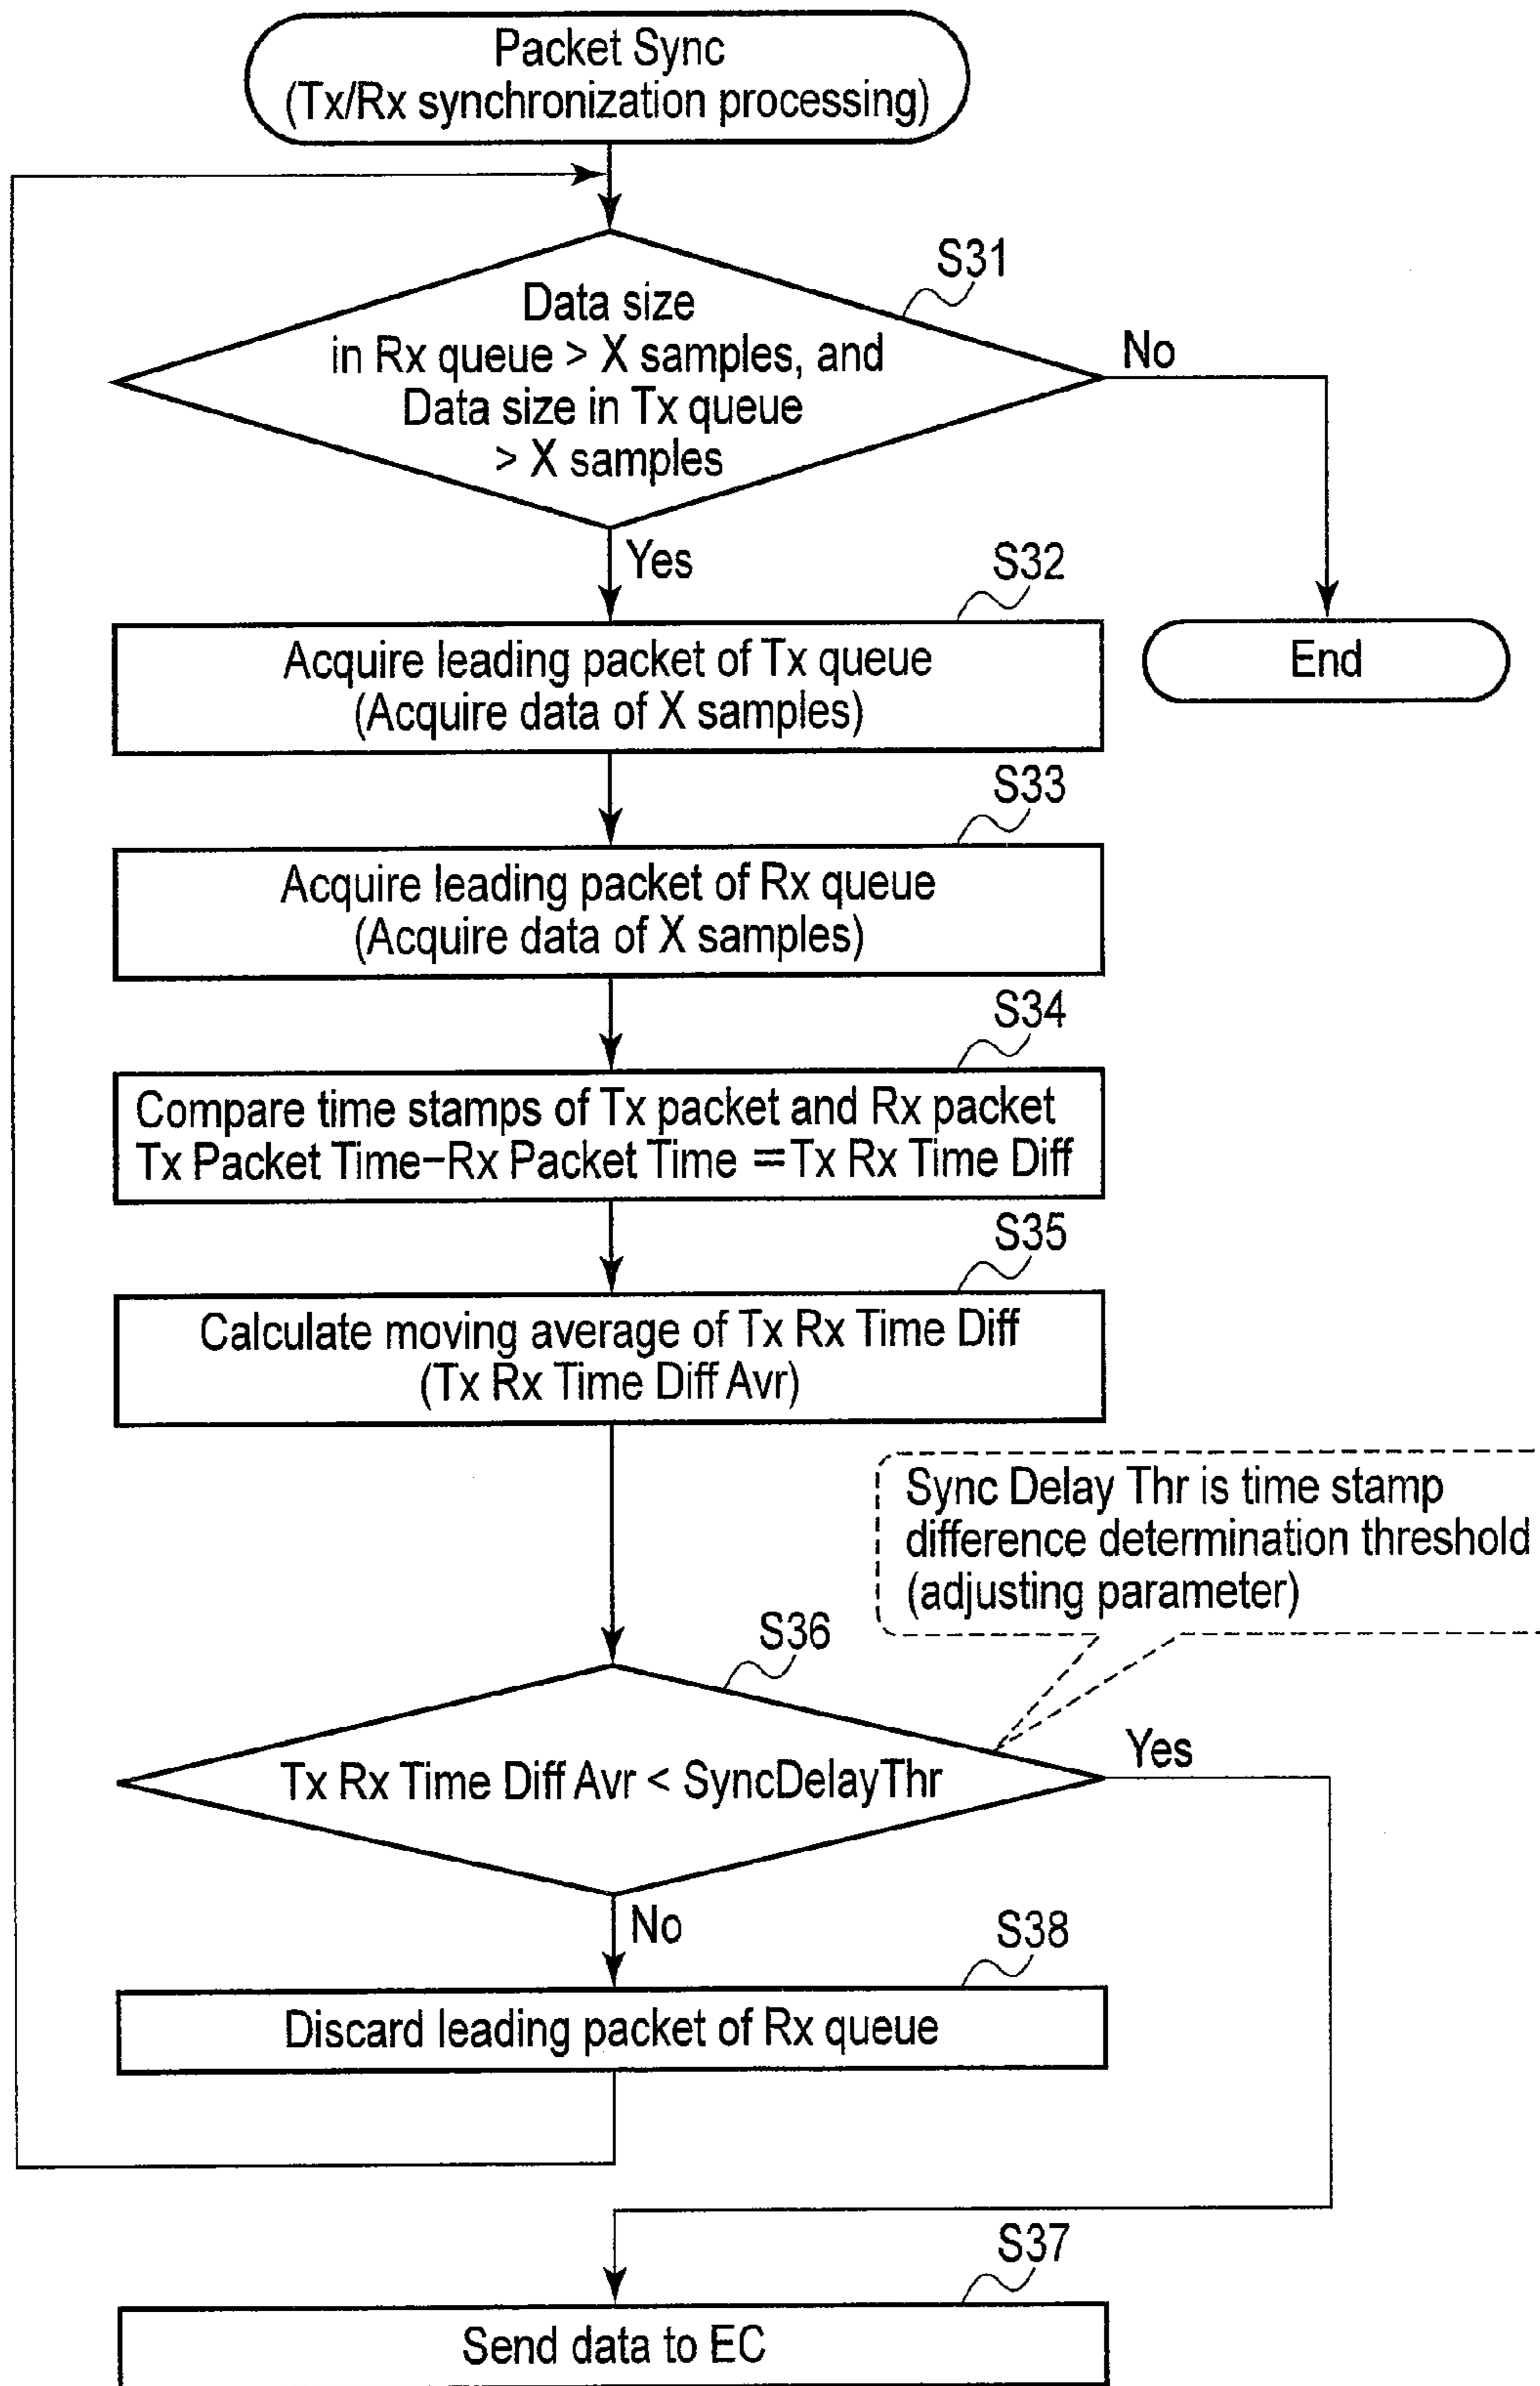 Packet Sync
(Tx/Rx synchronization processing)
S31
Data size
in Rx queue > X samples, and
Data size in Tx queue
> X samples
No
Yes
End
S32
Acquire leading packet of Tx queue
(Acquire data of X samples)
S33
Acquire leading packet of Rx queue
(Acquire data of X samples)
S34
Compare time stamps of Tx packet and Rx packet
Tx Packet Time–Rx Packet Time =Tx Rx Time Diff
S35
Calculate moving average of Tx Rx Time Diff
(Tx Rx Time Diff Avr)
Sync Delay Thr is time stamp
difference determination threshold
(adjusting parameter)
S36
Tx Rx Time Diff Avr < SyncDelayThr
Yes
No
S38
Discard leading packet of Rx queue
S37
Send data to EC